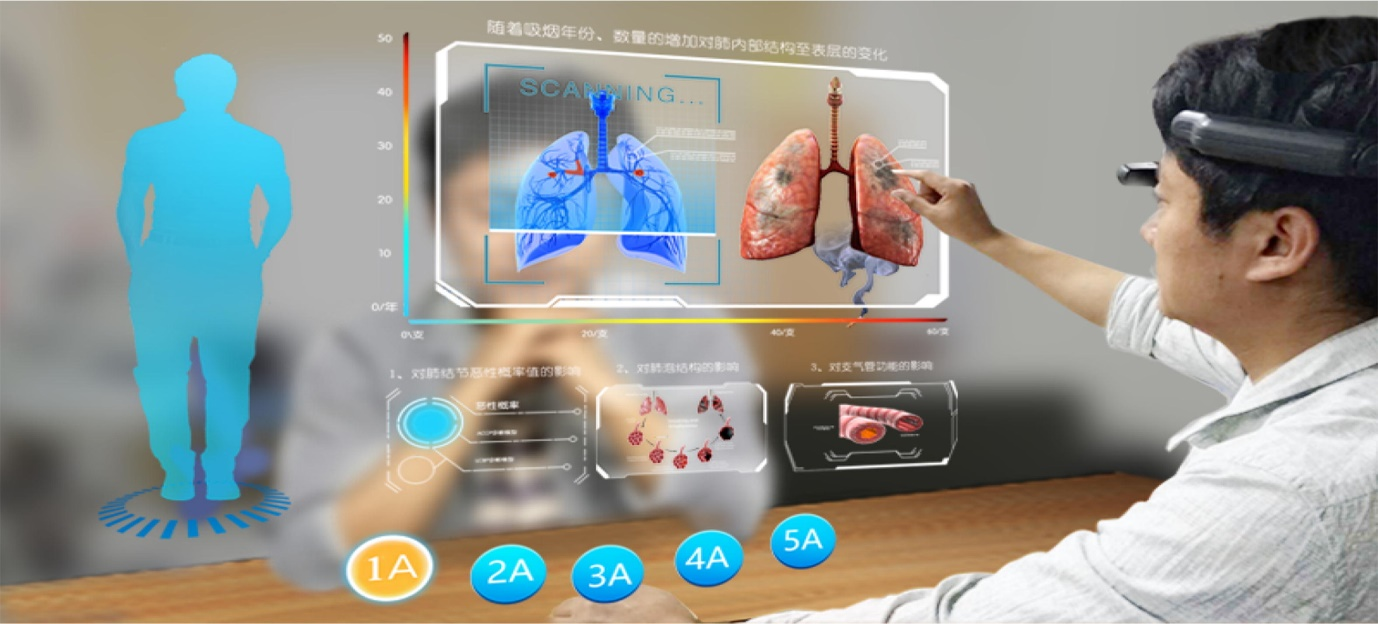 随着吸烟年份、数量的增加对肺内部结构至表层的变化
SCANNING...
50
40
30
20
10
0/年
0\支
20/支
40/支
60/支
1、对肺结节恶性概率值的影响
恶性概率
2、对肺泡结构的影响
3、对支气管功能的影响
1A
2A
3A
4A
5A